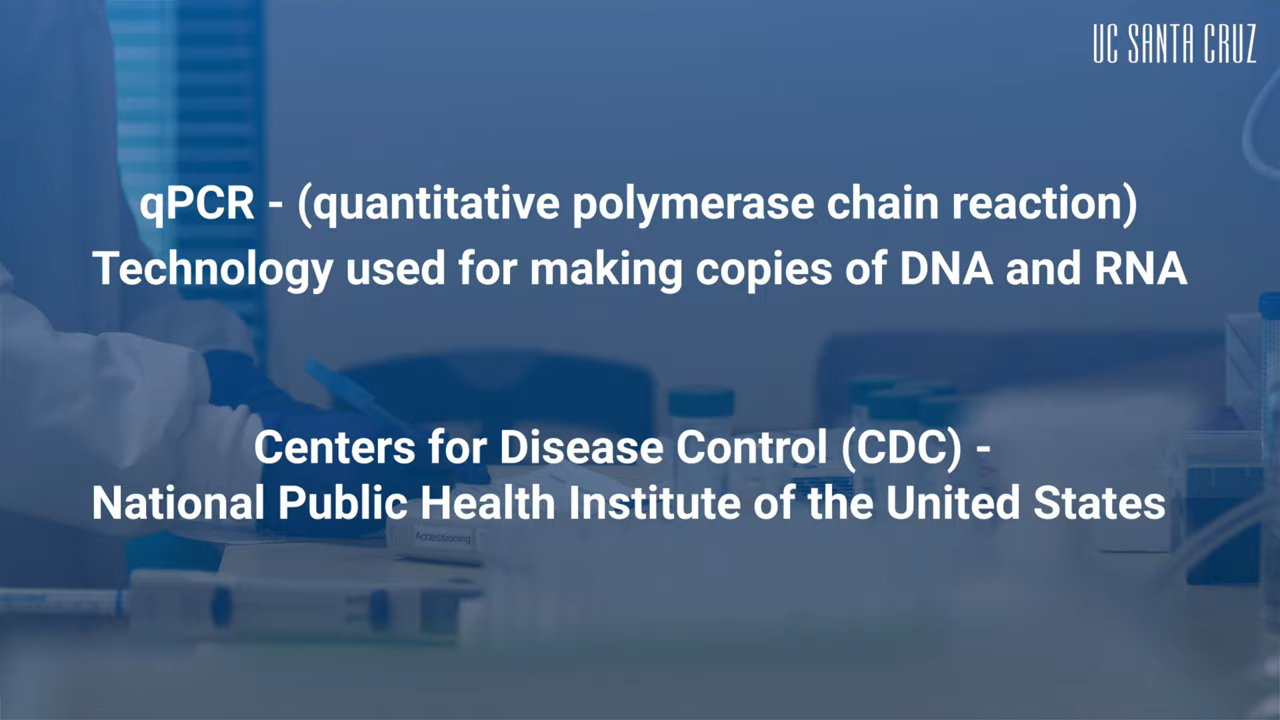 UC SANTA CRUZ
qPCR - (quantitative polymerase chain reaction)
Technology used for making copies of DNA and RNA
Centers for Disease Control (CDC) -
National Public Health Institute of the United States
Accessioning